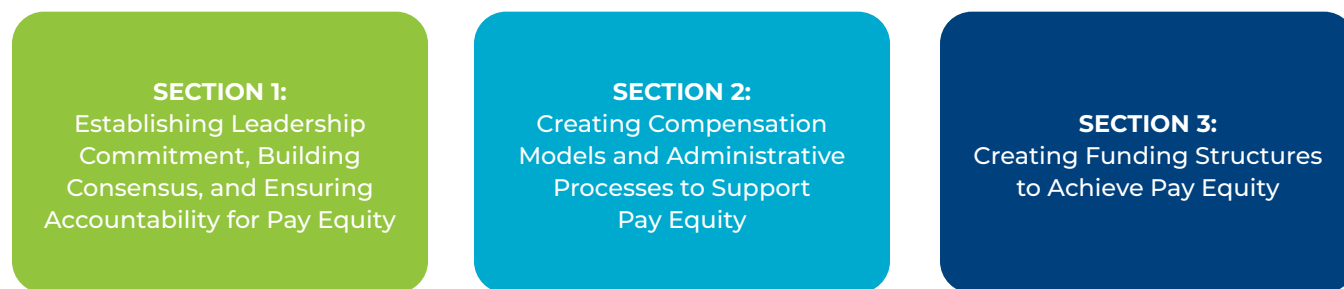 SECTION 1:
Establishing Leadership
Commitment, Building
Consensus, and Ensuring
Accountability for Pay Equity
SECTION 2:
Creating Compensation
Models and Administrative
Processes to Support
Pay Equity
SECTION 3:
Creating Funding Structures
to Achieve Pay Equity